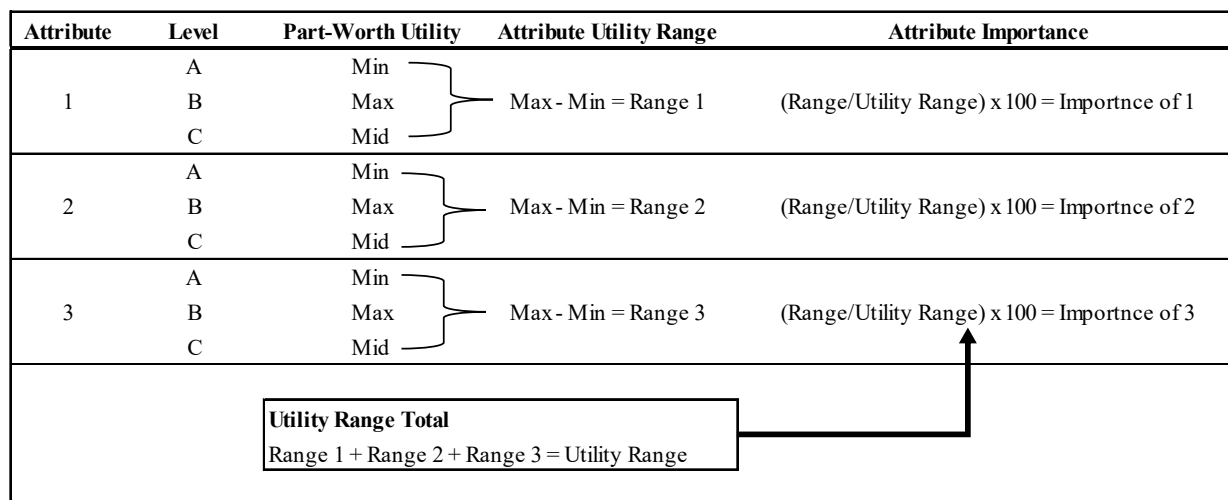 Attribute Level Part-Worth Utility Attribute Utility Range Attribute Importance
A Min
1 B Max Max - Min = Range 1 (Range/Utility Range) x 100 = Importnce of 1
C Mid
A Min
2 B Max Max - Min = Range 2 (Range/Utility Range) x 100 = Importnce of 2
C Mid
A Min
3 B Max Max - Min = Range 3 (Range/Utility Range) x 100 = Importnce of 3
C Mid
Utility Range Total
Range 1 + Range 2 + Range 3 = Utility Range